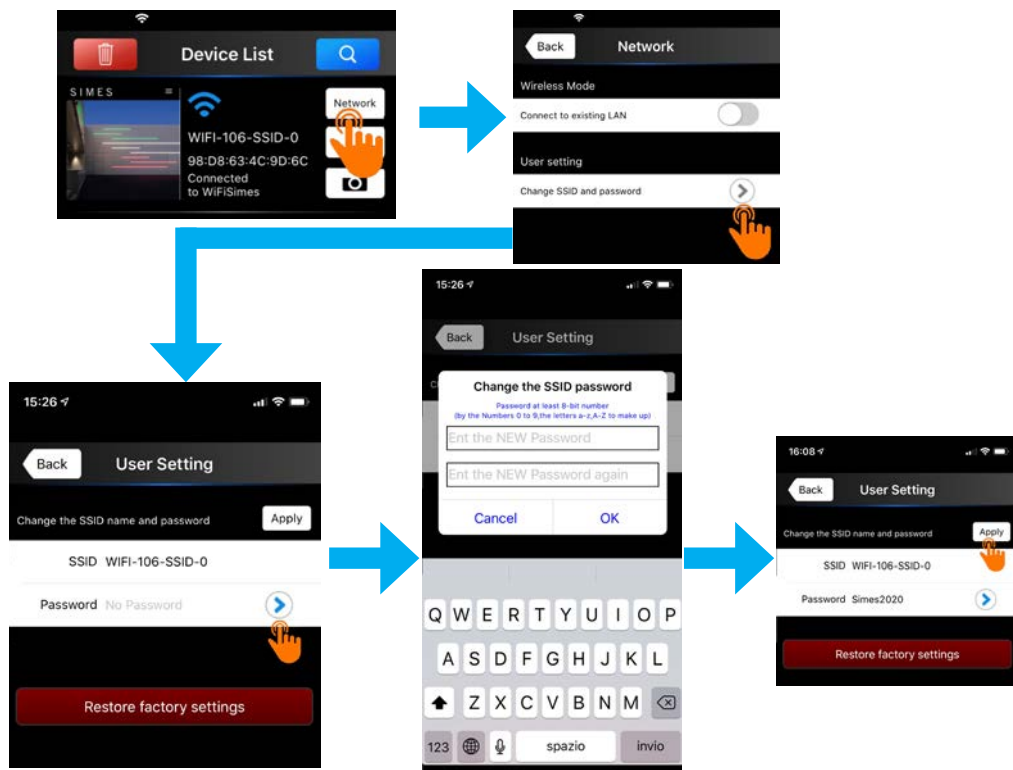 Device List
SIMES
Network
WIFI-106-SSID-0
98:D8:63:4C:9D:6C
Connected
to WiFiSimes
Back
Network
Wireless Mode
Connect to existing LAN
User setting
Change SSID and password
15:26
Back
User Setting
Change the SSID name and password
Apply
SSID WIFI-106-SSID-0
Password No Password
Restore factory settings
15:26
Back
User Setting
Change the SSID password
Password at least 8-bit number
(by the Numbers 0 to 9,the letters a-z,A-Z to make up)
Ent the NEW Password
Ent the NEW Password again
Cancel
OK
Q W E R T Y U I O P
A S D F G H J K L
Z X C V B N M
123
spazio
invio
16:08
Back
User Setting
Change the SSID name and password
Apply
SSID WIFI-106-SSID-0
Password Simes2020
Restore factory settings